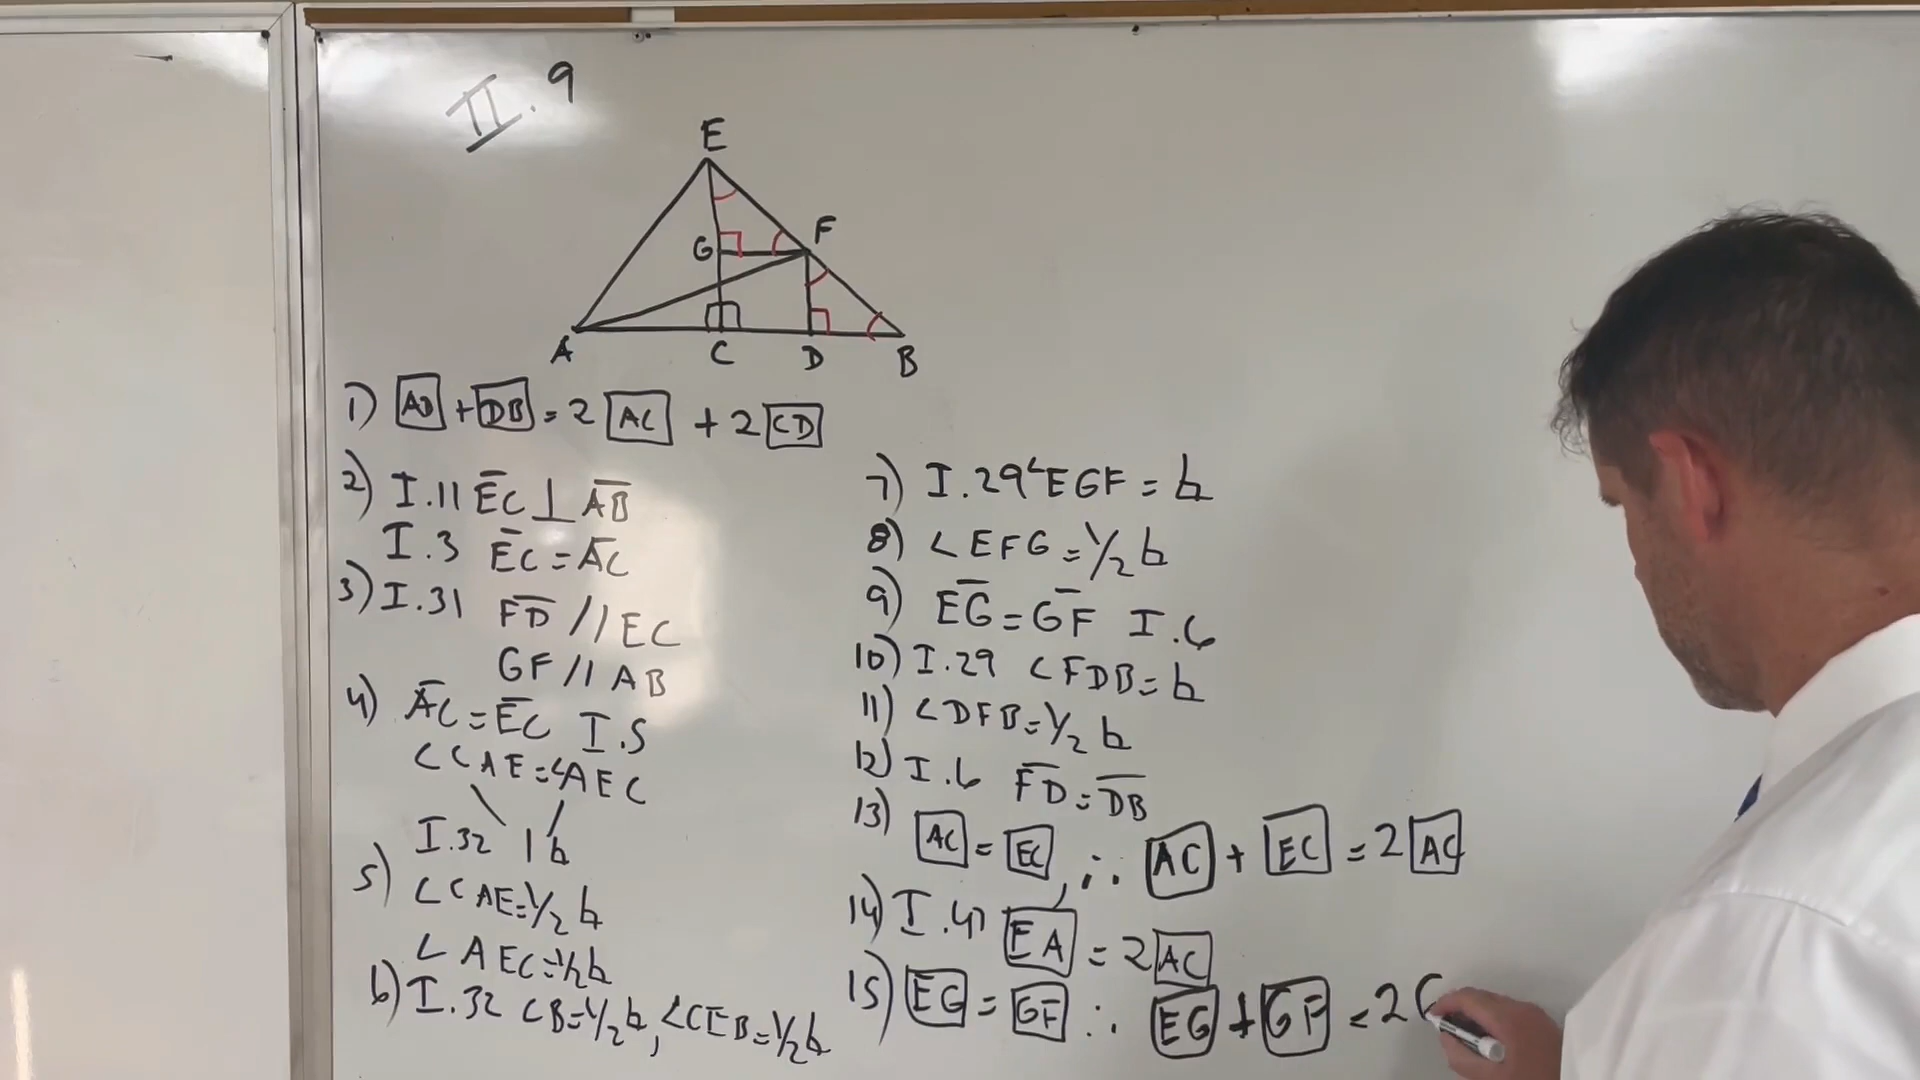 II.9
E
G F
A C D B
1) AD + DB = 2 AC + 2 CD
2) I.11 EC ⊥ AB
I.3 EC = AC
3) I.31 FD // EC
GF // AB
4) AC = EC I.5
∠CAE = ∠AEC
I.32 1 b
5) ∠CAE = 1/2 b
∠AEC = 1/2 b
6) I.32 ∠B = 1/2 b, ∠CEB = 1/2 b
7) I.29 ∠EGF = b
8) ∠EFG = 1/2 b
9) EG = GF I.6
10) I.29 ∠FDB = b
11) ∠DFB = 1/2 b
12) I.6 FD = DB
13) AC = EC, ∴ AC + EC = 2 AC
14) I.47 EA = 2 AC
15) EG = GF ∴ EG + GF = 2